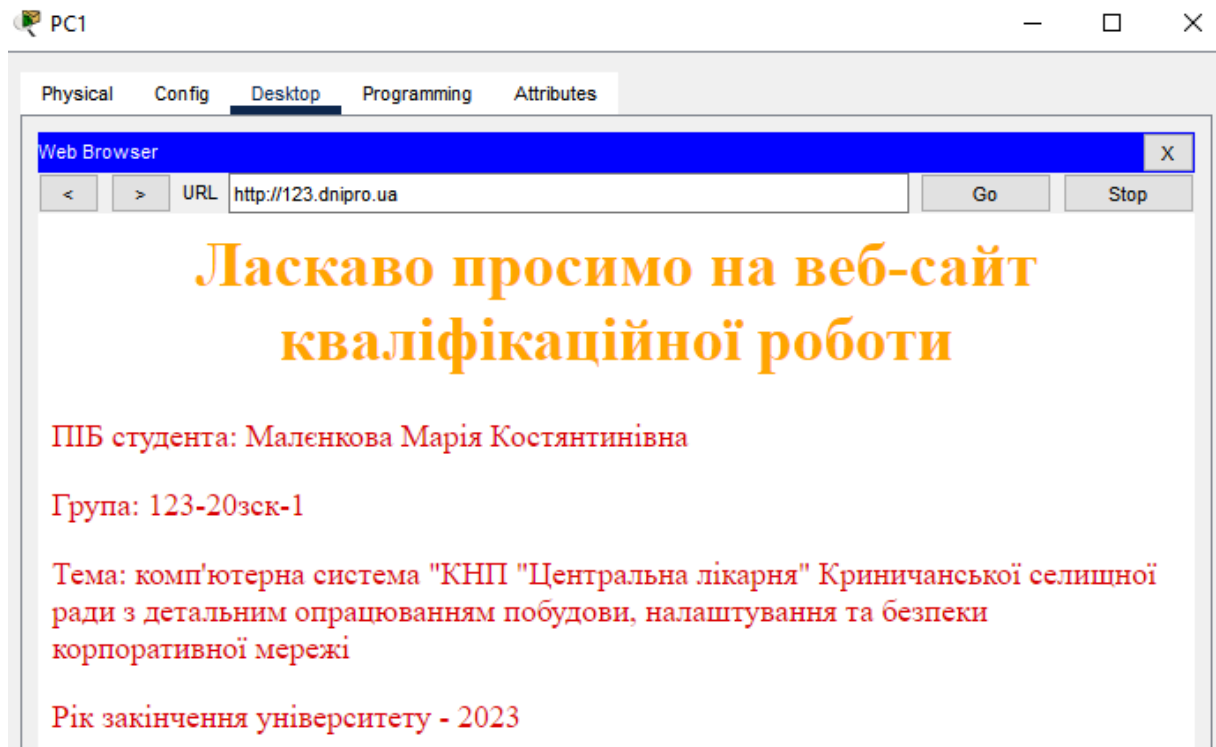 PC1
Physical Config Desktop Programming Attributes
Web Browser X
< > URL http://123.dnipro.ua Go Stop
Ласкаво просимо на веб-сайт
кваліфікаційної роботи
ПІБ студента: Малєнкова Марія Костянтинівна
Група: 123-20зск-1
Тема: комп'ютерна система "КНП "Центральна лікарня" Криничанської селищної
ради з детальним опрацюванням побудови, налаштування та безпеки
корпоративної мережі
Рік закінчення університету - 2023